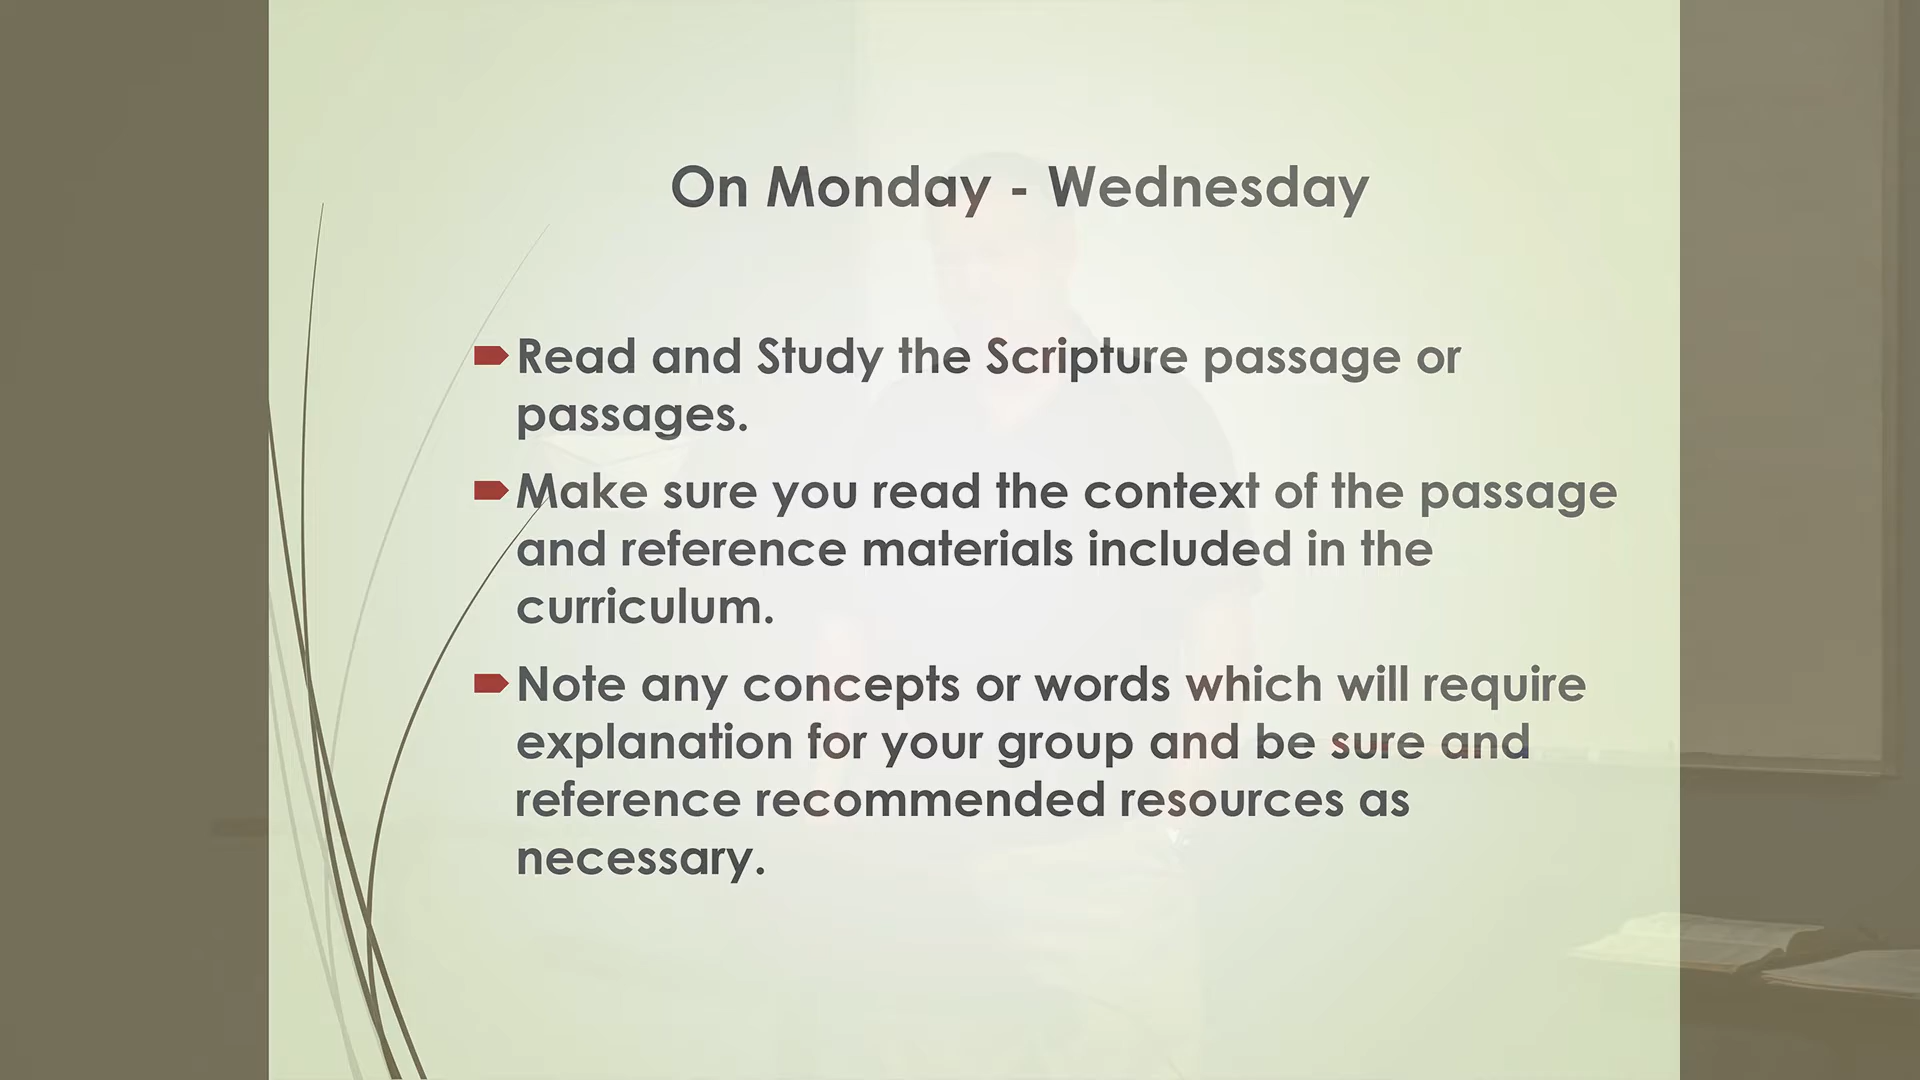 On Monday - Wednesday
Read and Study the Scripture passage or
passages.
Make sure you read the context of the passage
and reference materials included in the
curriculum.
Note any concepts or words which will require
explanation for your group and be sure and
reference recommended resources as
necessary.